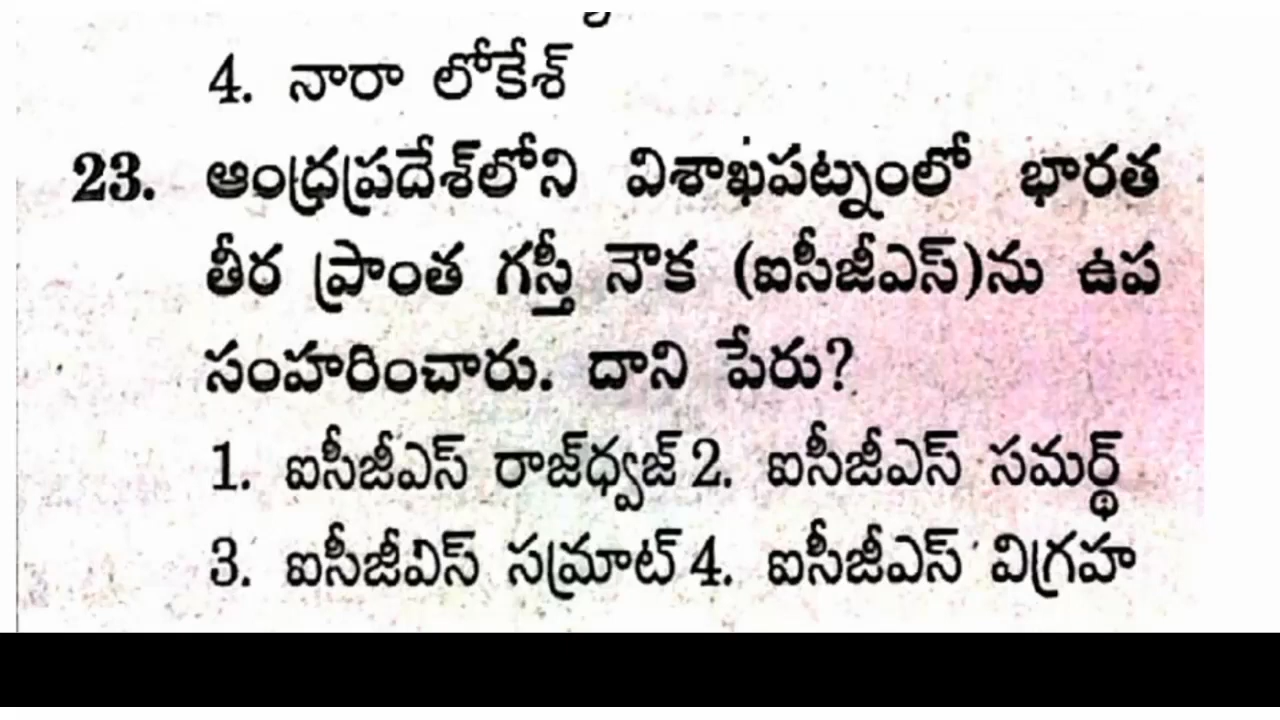 4. నారా లోకేశ్
23. ఆంధ్రప్రదేశ్‌లోని విశాఖపట్నంలో భారత
తీర ప్రాంత గస్తీ నౌక (ఐసీజీఎస్)ను ఉప
సంహరించారు. దాని పేరు?
1. ఐసీజీఎస్ రాజ్‌ధ్వజ్ 2. ఐసీజీఎస్ సమర్థ్
3. ఐసీజీవిస్ సమ్రాట్ 4. ఐసీజీఎస్ విగ్రహ